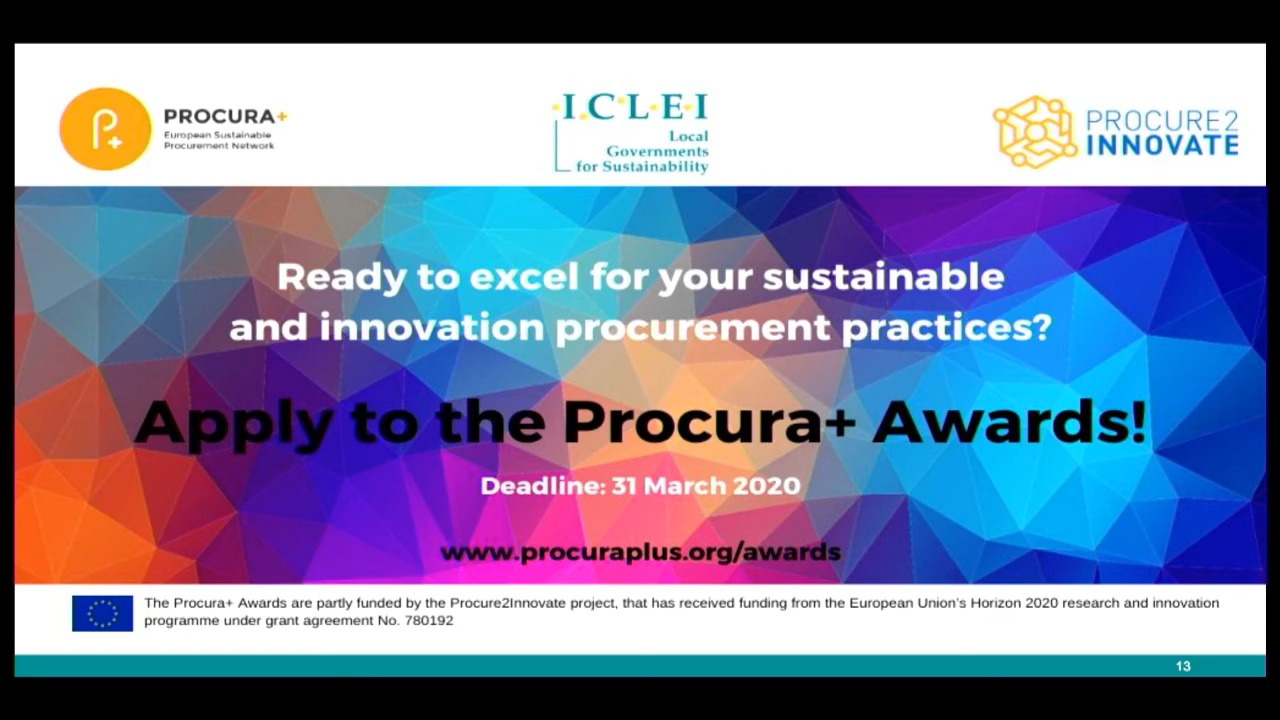 PROCURA+
European Sustainable
Procurement Network
I.C.L.E.I
Local
Governments
for Sustainability
PROCURE2
INNOVATE
Ready to excel for your sustainable
and innovation procurement practices?
Apply to the Procura+ Awards!
Deadline: 31 March 2020
www.procuraplus.org/awards
The Procura+ Awards are partly funded by the Procure2Innovate project, that has received funding from the European Union's Horizon 2020 research and innovation
programme under grant agreement No. 780192
13